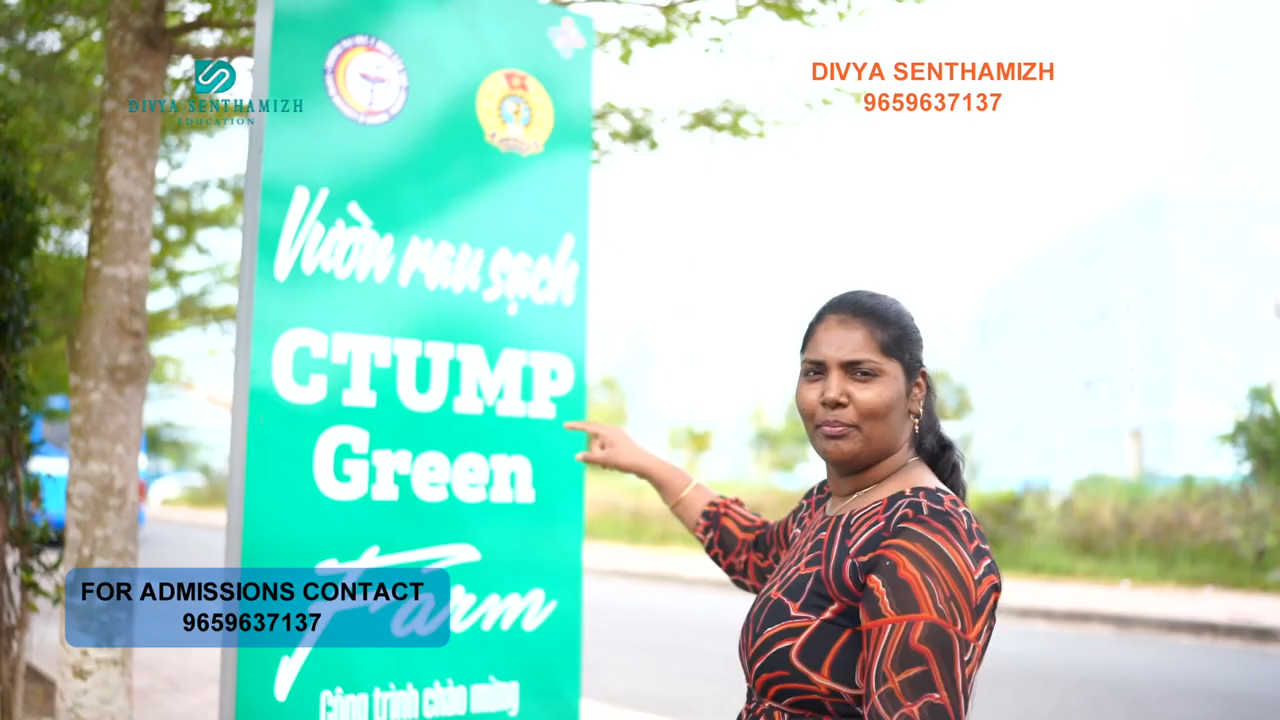 DIVYA SENTHAMIZH
EDUCATION
DIVYA SENTHAMIZH
9659637137
Vườn rau sạch
CTUMP
Green
Farm
Công trình chào mừng
FOR ADMISSIONS CONTACT
9659637137